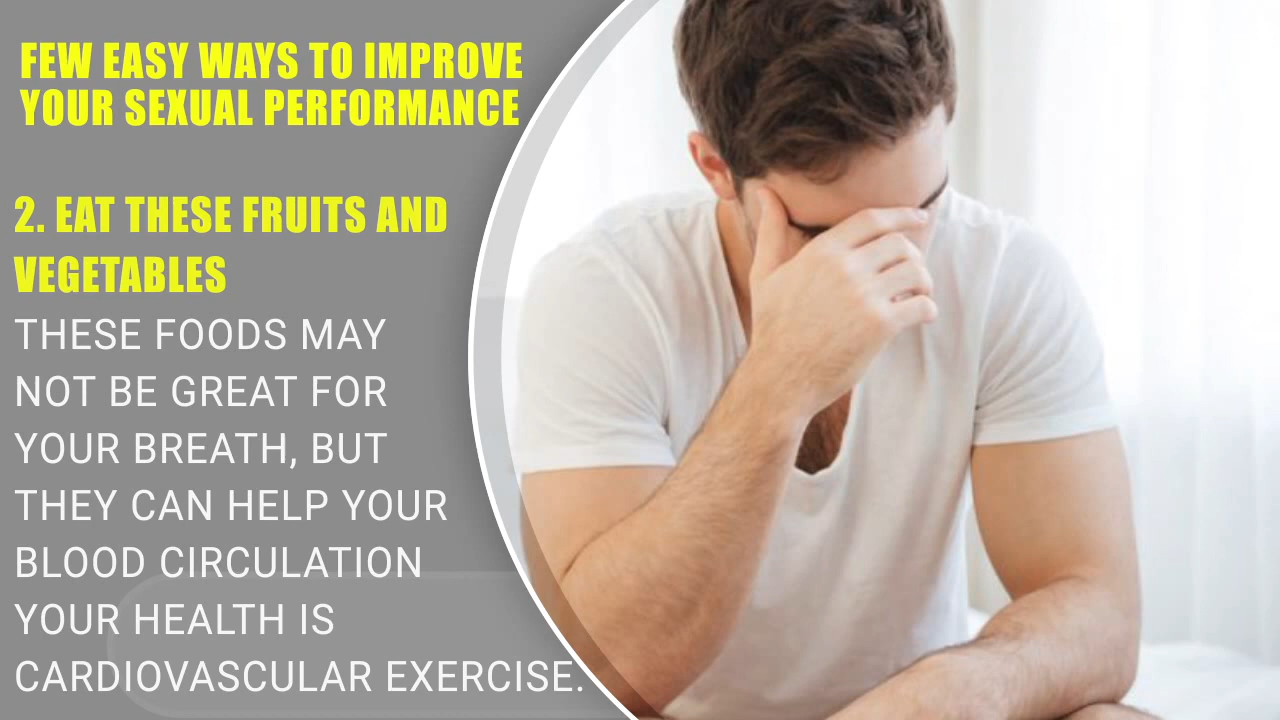 FEW EASY WAYS TO IMPROVE
YOUR SEXUAL PERFORMANCE
2. EAT THESE FRUITS AND
VEGETABLES
THESE FOODS MAY
NOT BE GREAT FOR
YOUR BREATH, BUT
THEY CAN HELP YOUR
BLOOD CIRCULATION
YOUR HEALTH IS
CARDIOVASCULAR EXERCISE.